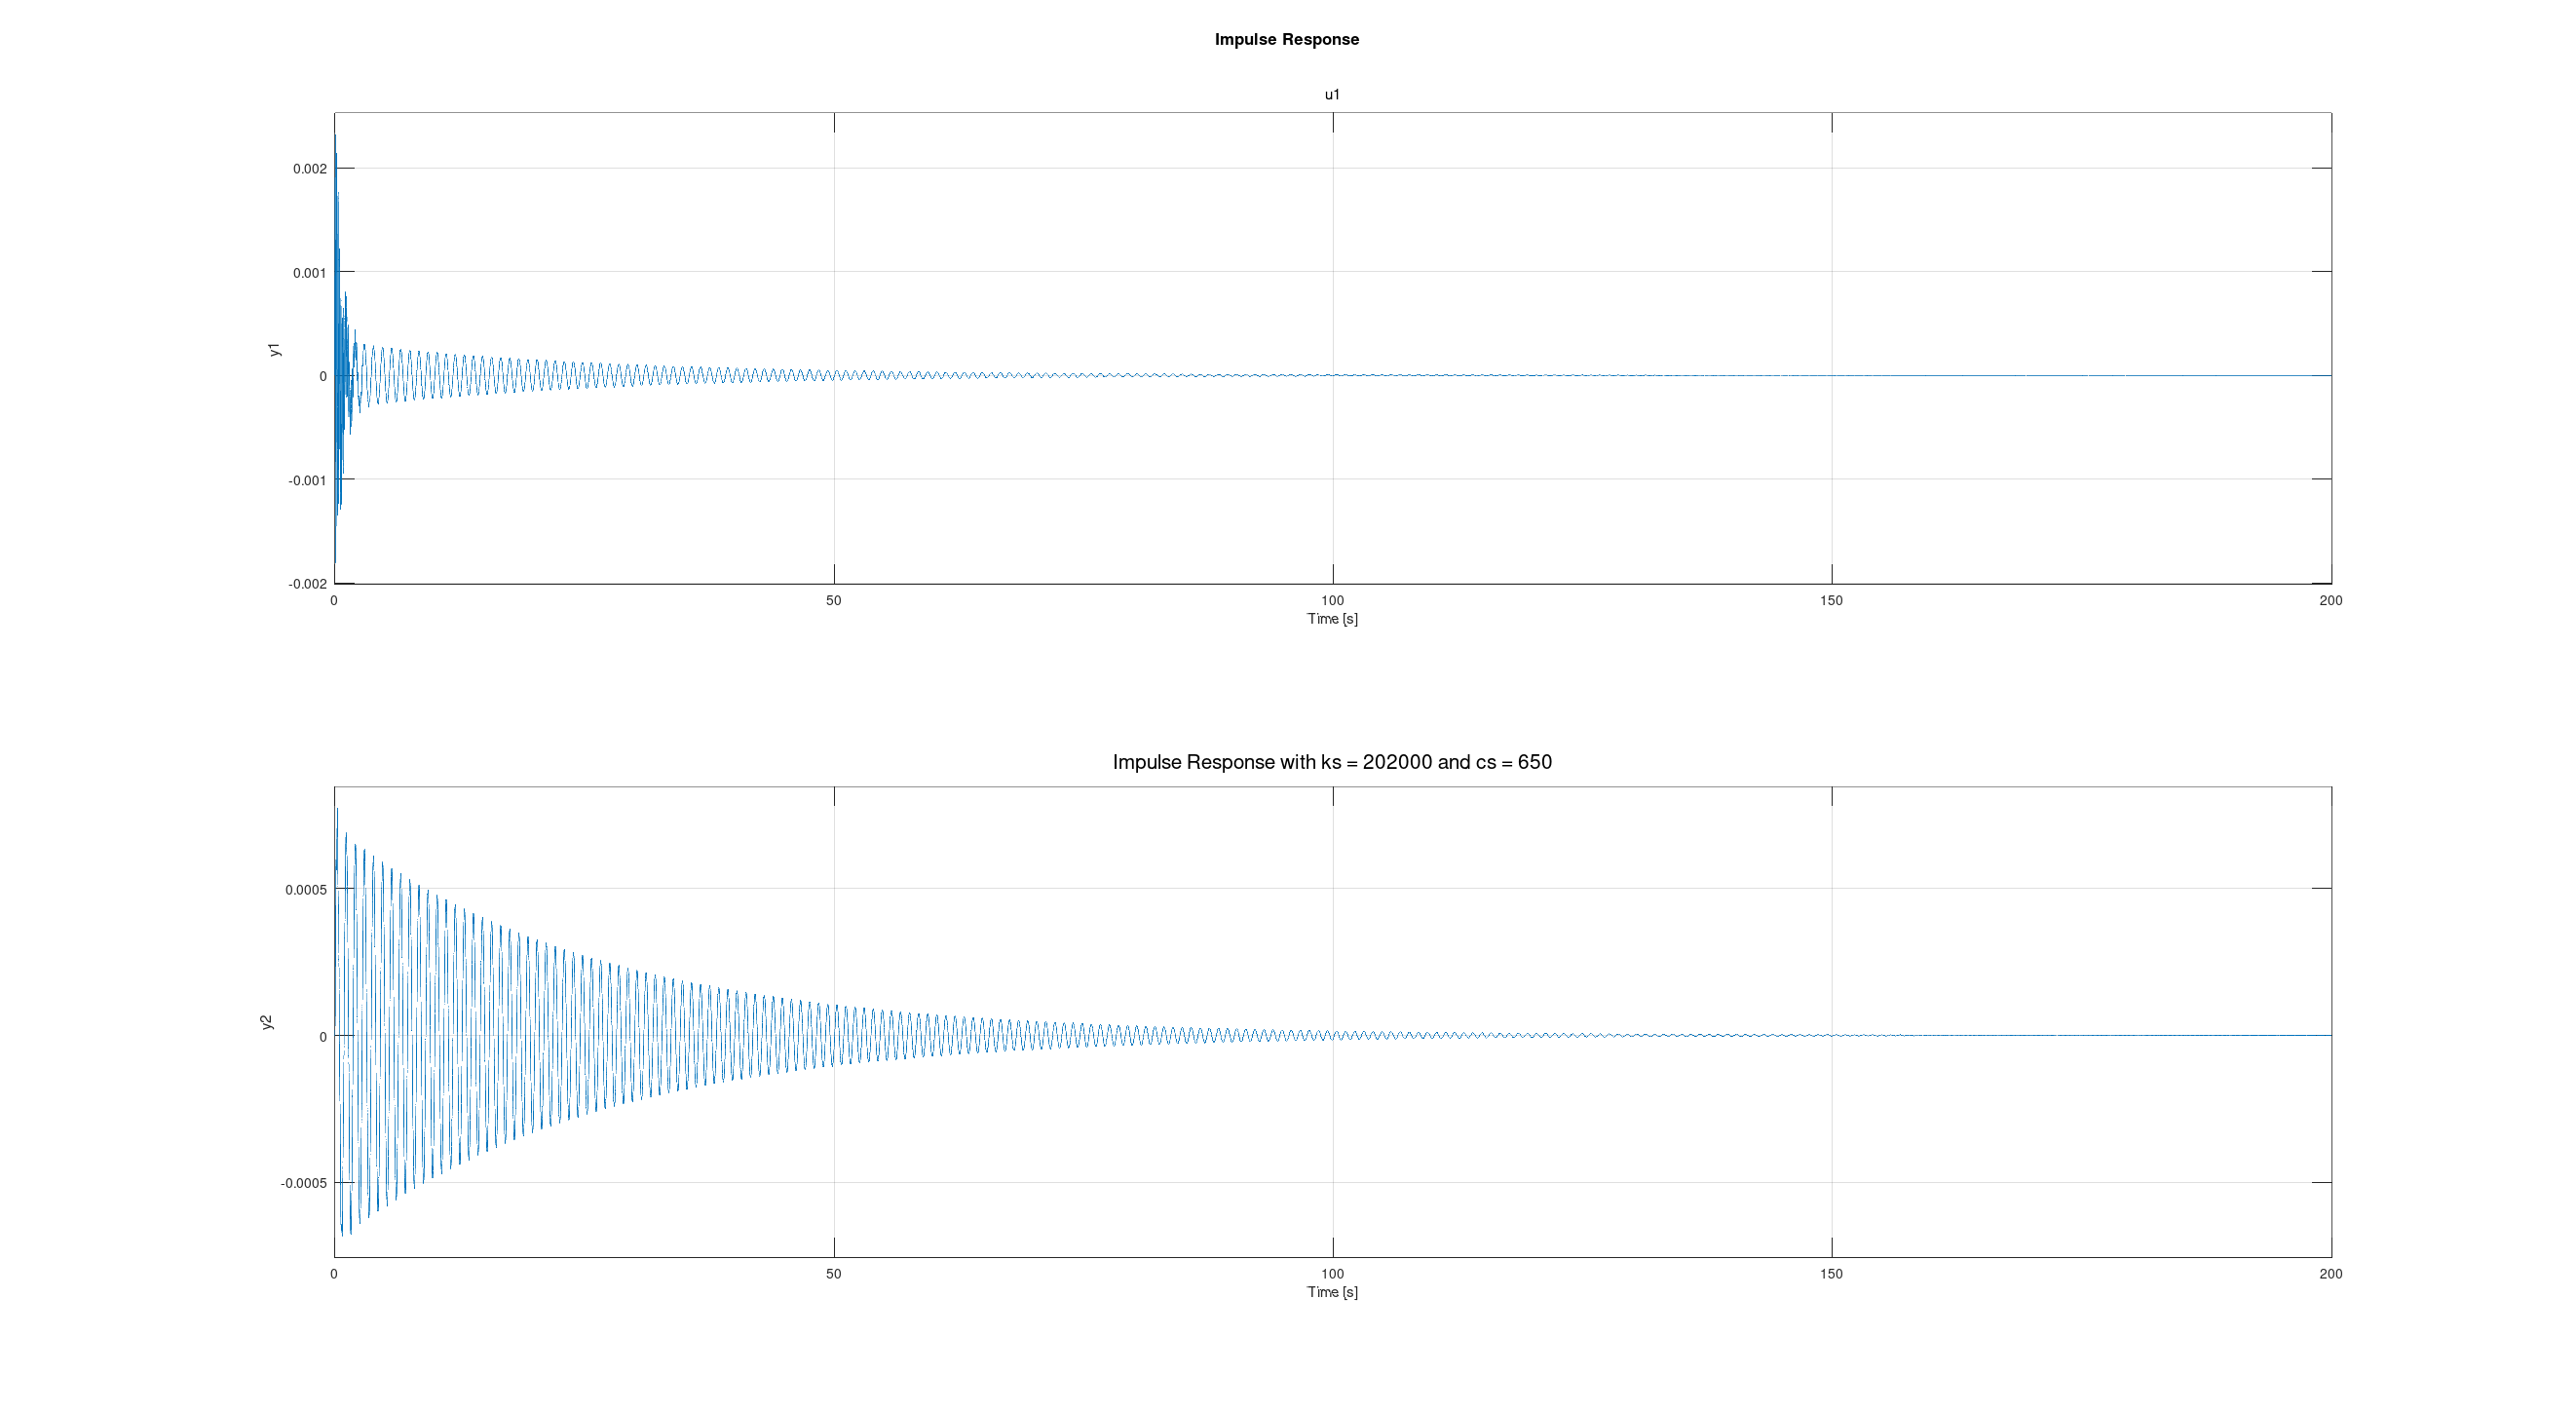 Impulse Response
u1
0.002
0.001
0
-0.001
-0.002
y1
0
50
100
150
200
Time [s]
Impulse Response with ks = 202000 and cs = 650
0.0005
0
-0.0005
y2
0
50
100
150
200
Time [s]